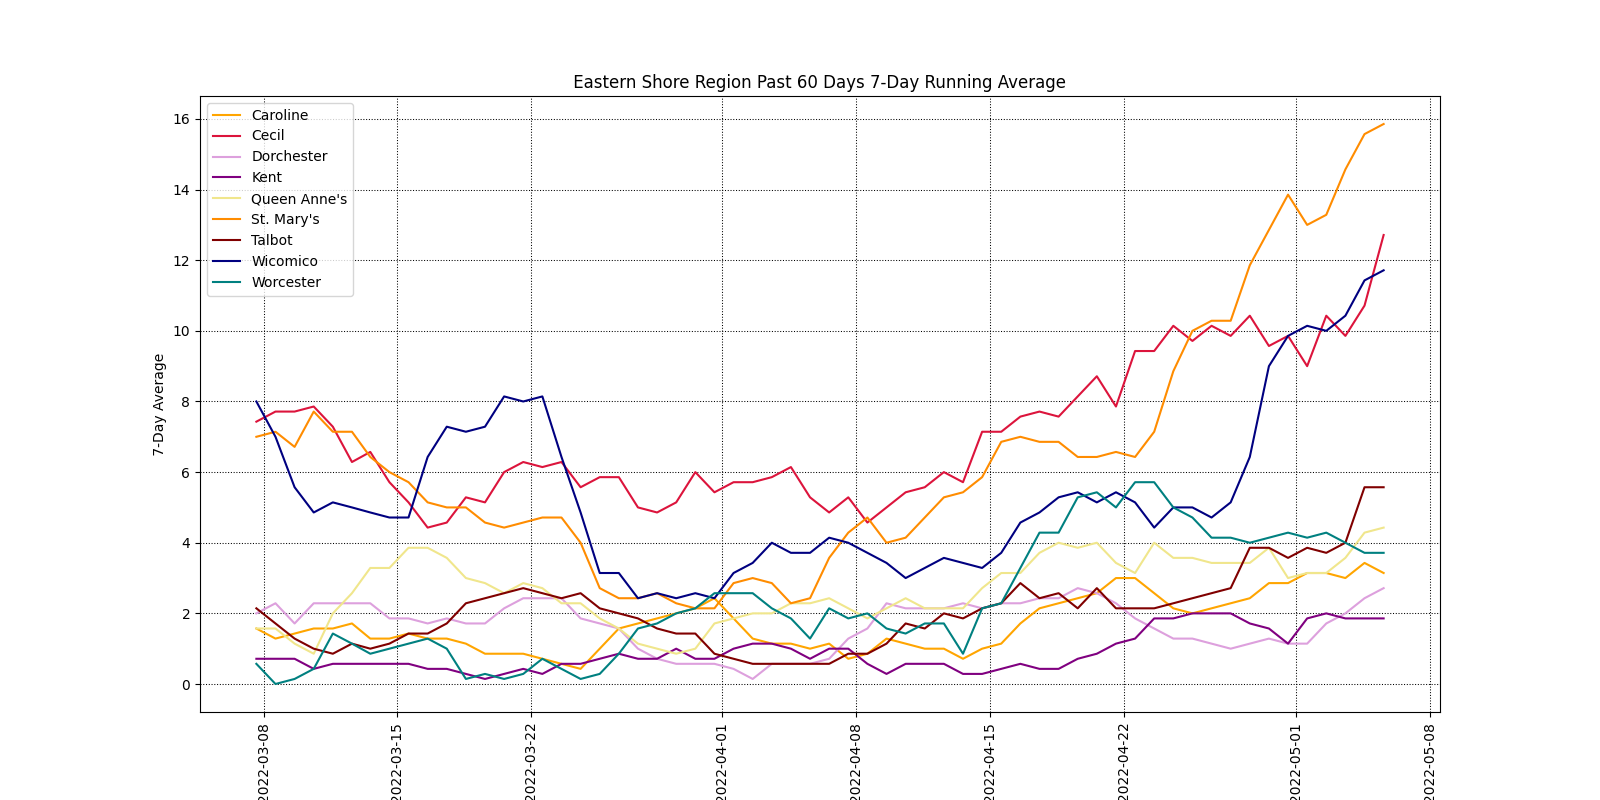 Eastern Shore Region Past 60 Days 7-Day Running Average
Caroline
Cecil
Dorchester
Kent
Queen Anne's
St. Mary's
Talbot
Wicomico
Worcester
7-Day Average
16
14
12
10
8
6
4
2
0
2022-03-08
2022-03-15
2022-03-22
2022-04-01
2022-04-08
2022-04-15
2022-04-22
2022-05-01
2022-05-08